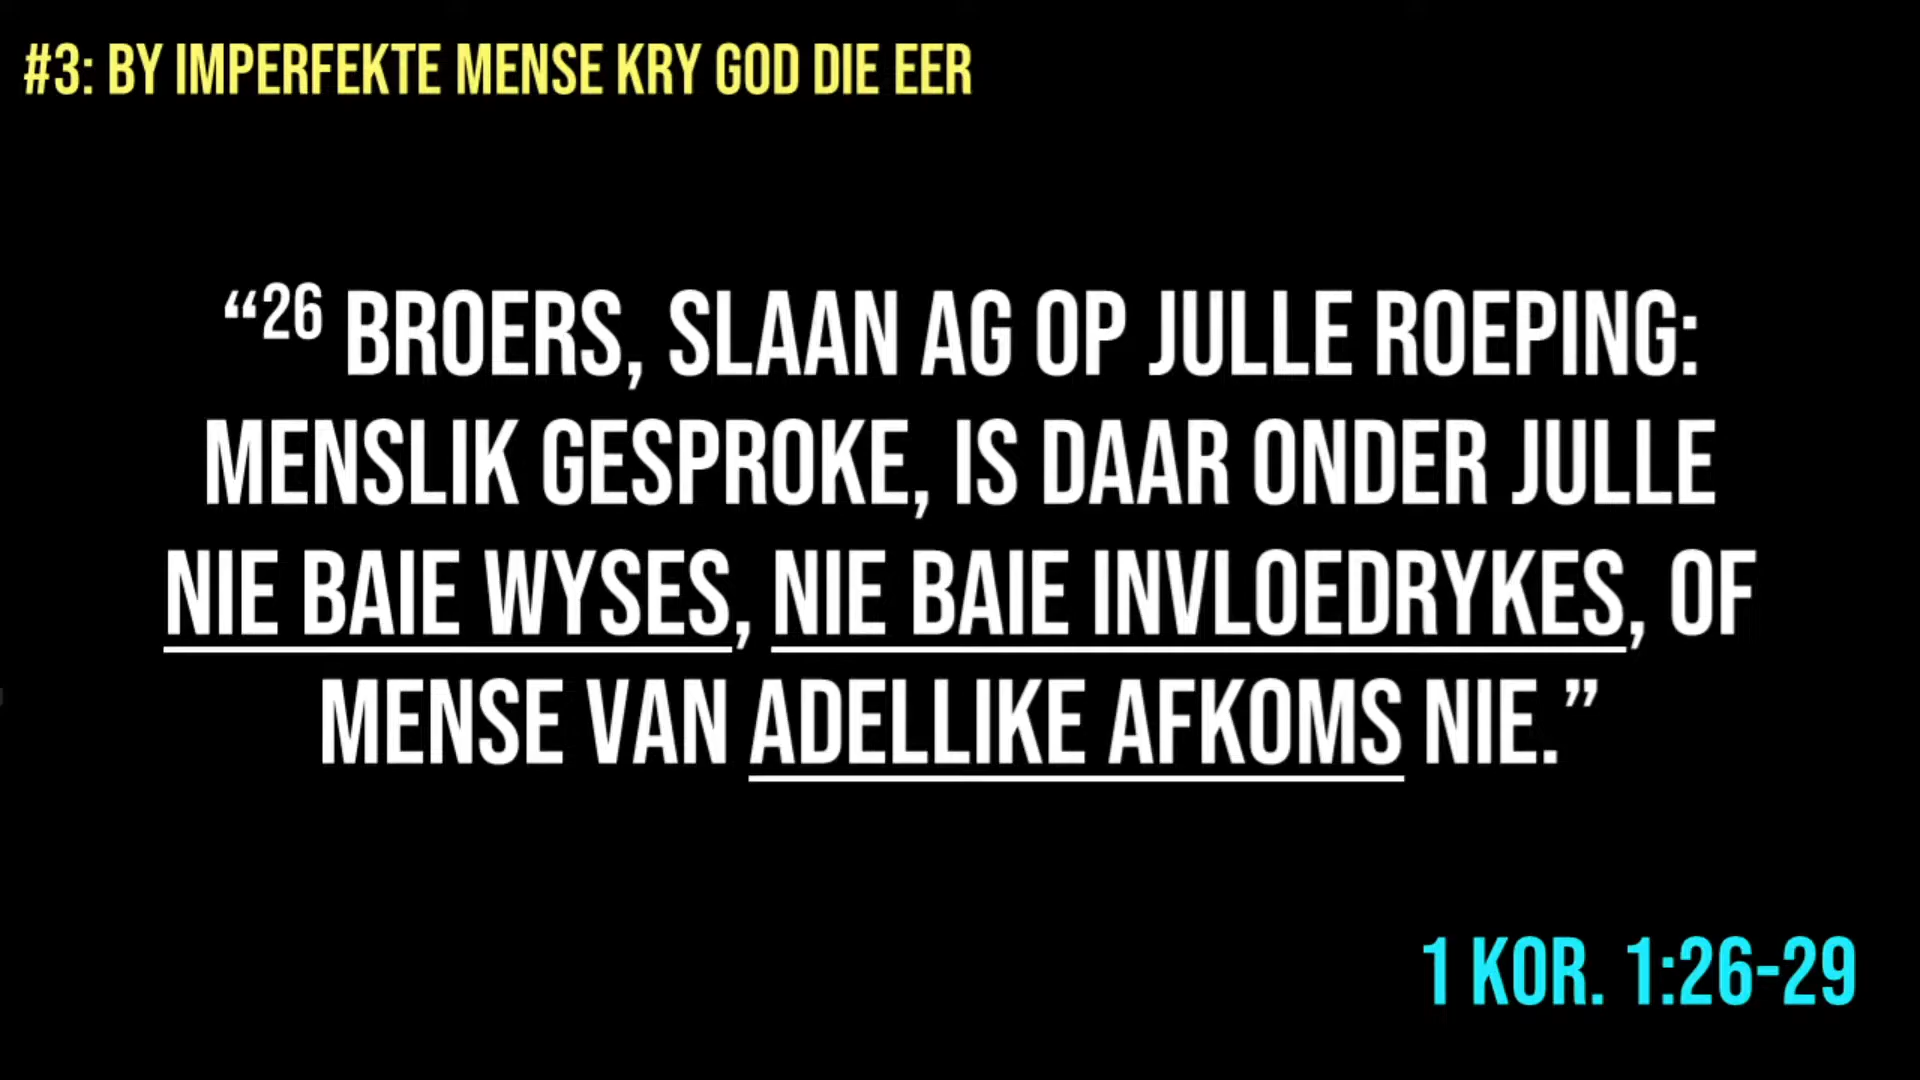 #3: BY IMPERFEKTE MENSE KRY GOD DIE EER
“26 BROERS, SLAAN AG OP JULLE ROEPING:
MENSLIK GESPROKE, IS DAAR ONDER JULLE
NIE BAIE WYSES, NIE BAIE INVLOEDRYKES, OF
MENSE VAN ADELLIKE AFKOMS NIE.”
1 KOR. 1:26-29